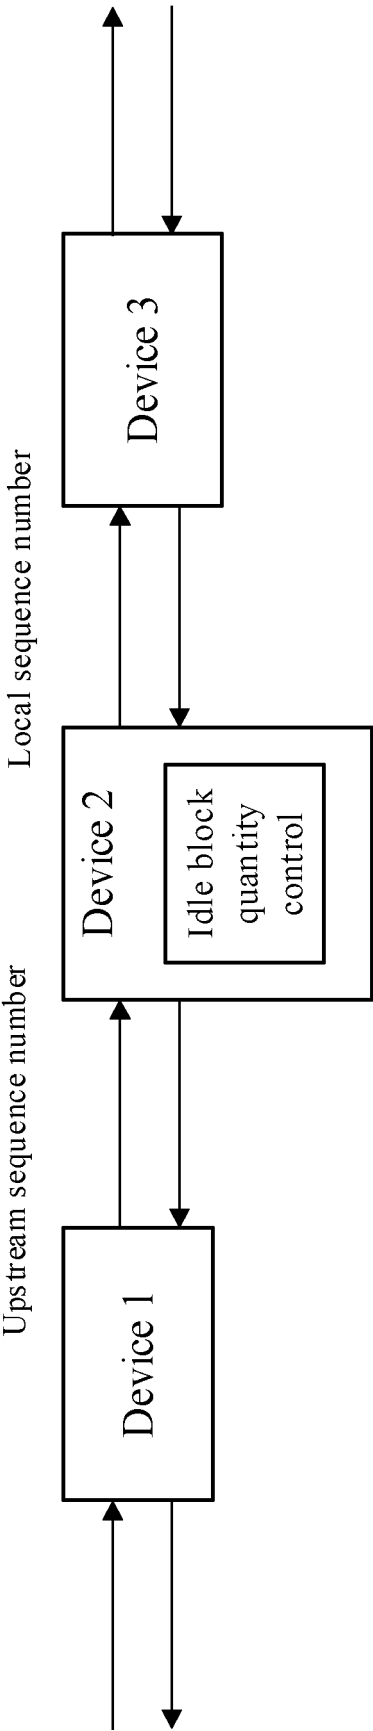 Upstream sequence number
Local sequence number
Device 1
Device 2
Idle block
quantity
control
Device 3